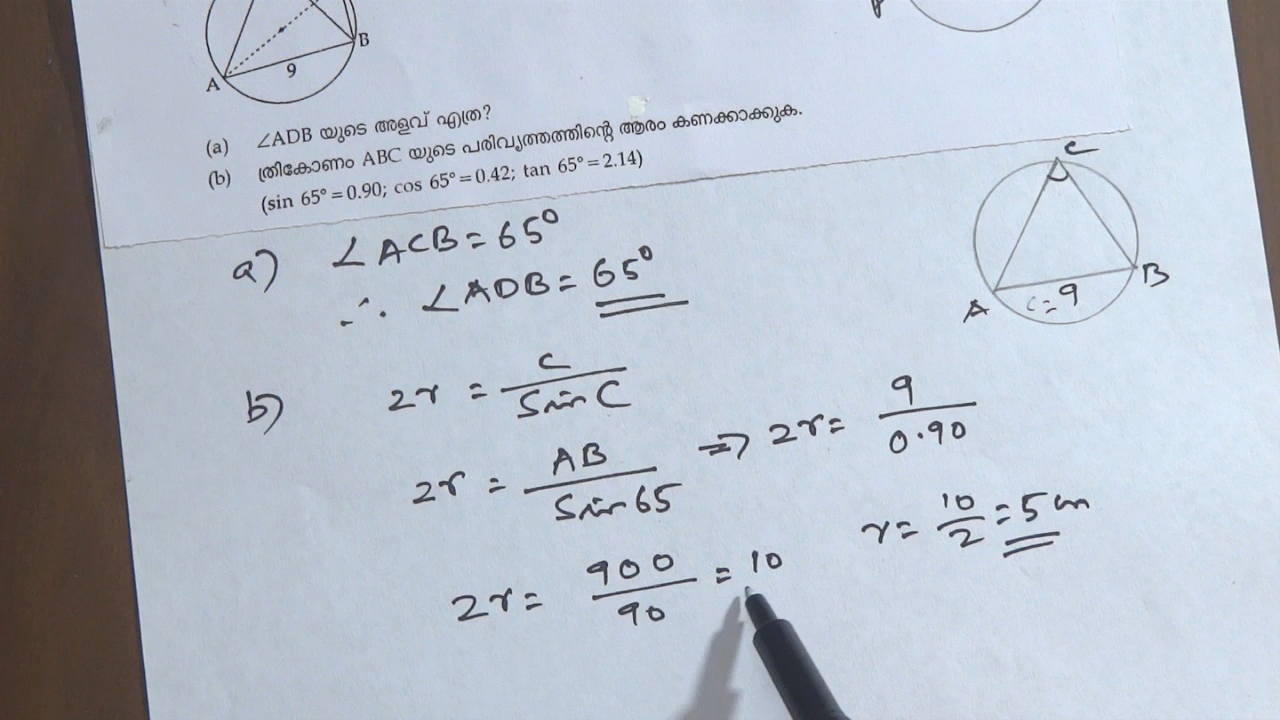 A
B
9
(a) ∠ADB യുടെ അളവ് എത്ര?
(b) ത്രികോണം ABC യുടെ പരിവൃത്തത്തിന്റെ ആരം കണക്കാക്കുക.
(sin 65° = 0.90; cos 65° = 0.42; tan 65° = 2.14)
C
A
B
c = 9
a) ∠ACB = 65°
∴ ∠ADB = 65°
b) 2r = c / Sin C
2r = AB / Sin 65 ⇒ 2r = 9 / 0.90
2r = 900 / 90 = 10
r = 10 / 2 = 5 cm